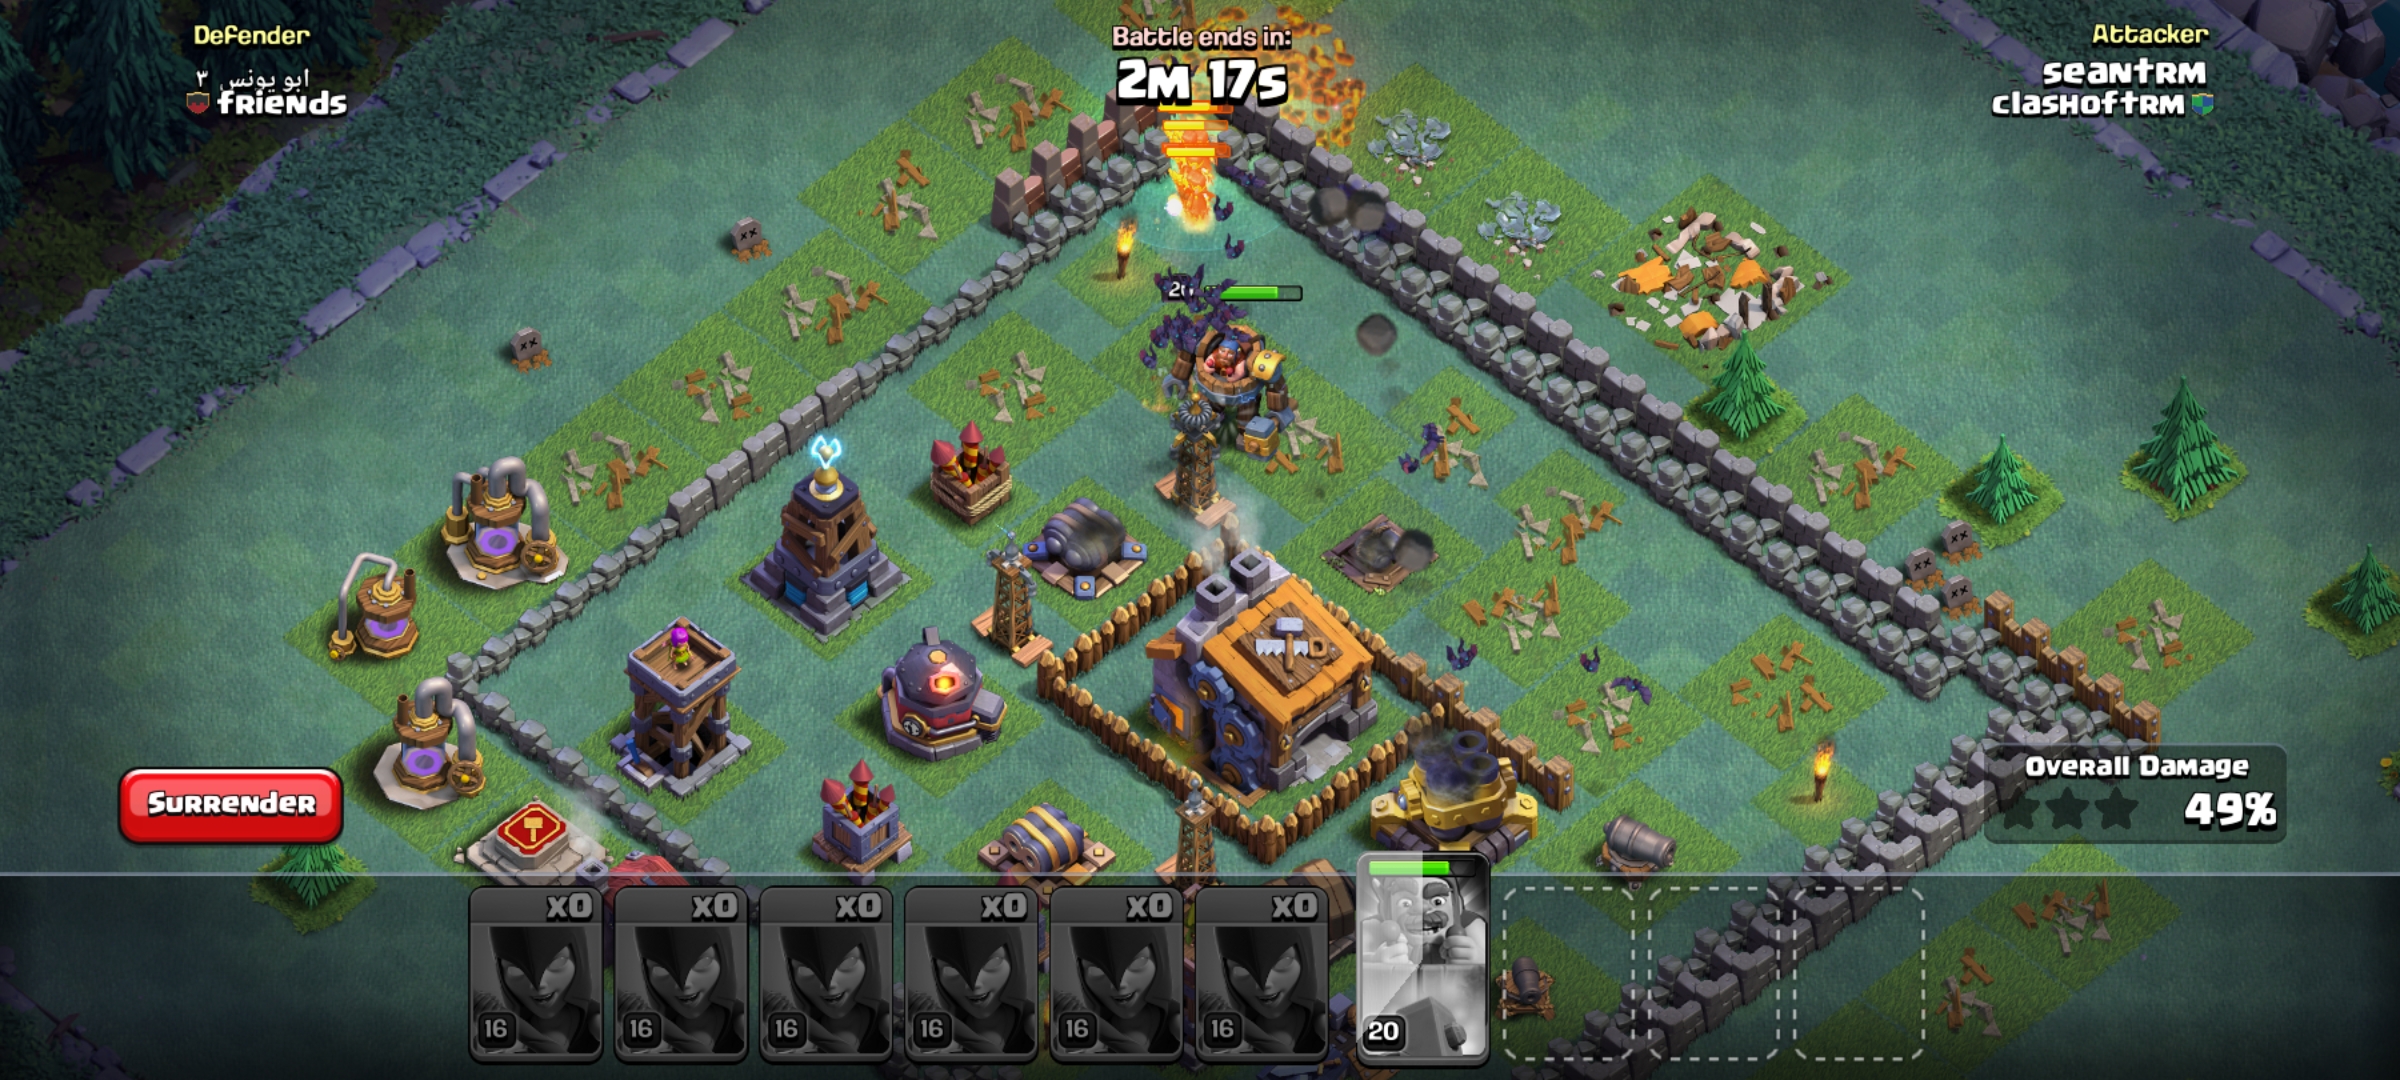 Defender
ابو يونس ٣
friends
Battle ends in:
2M 17s
Attacker
seantrm
clashoftrm
20
Surrender
Overall Damage
49%
x0
x0
x0
x0
x0
x0
16
16
16
16
16
16
20